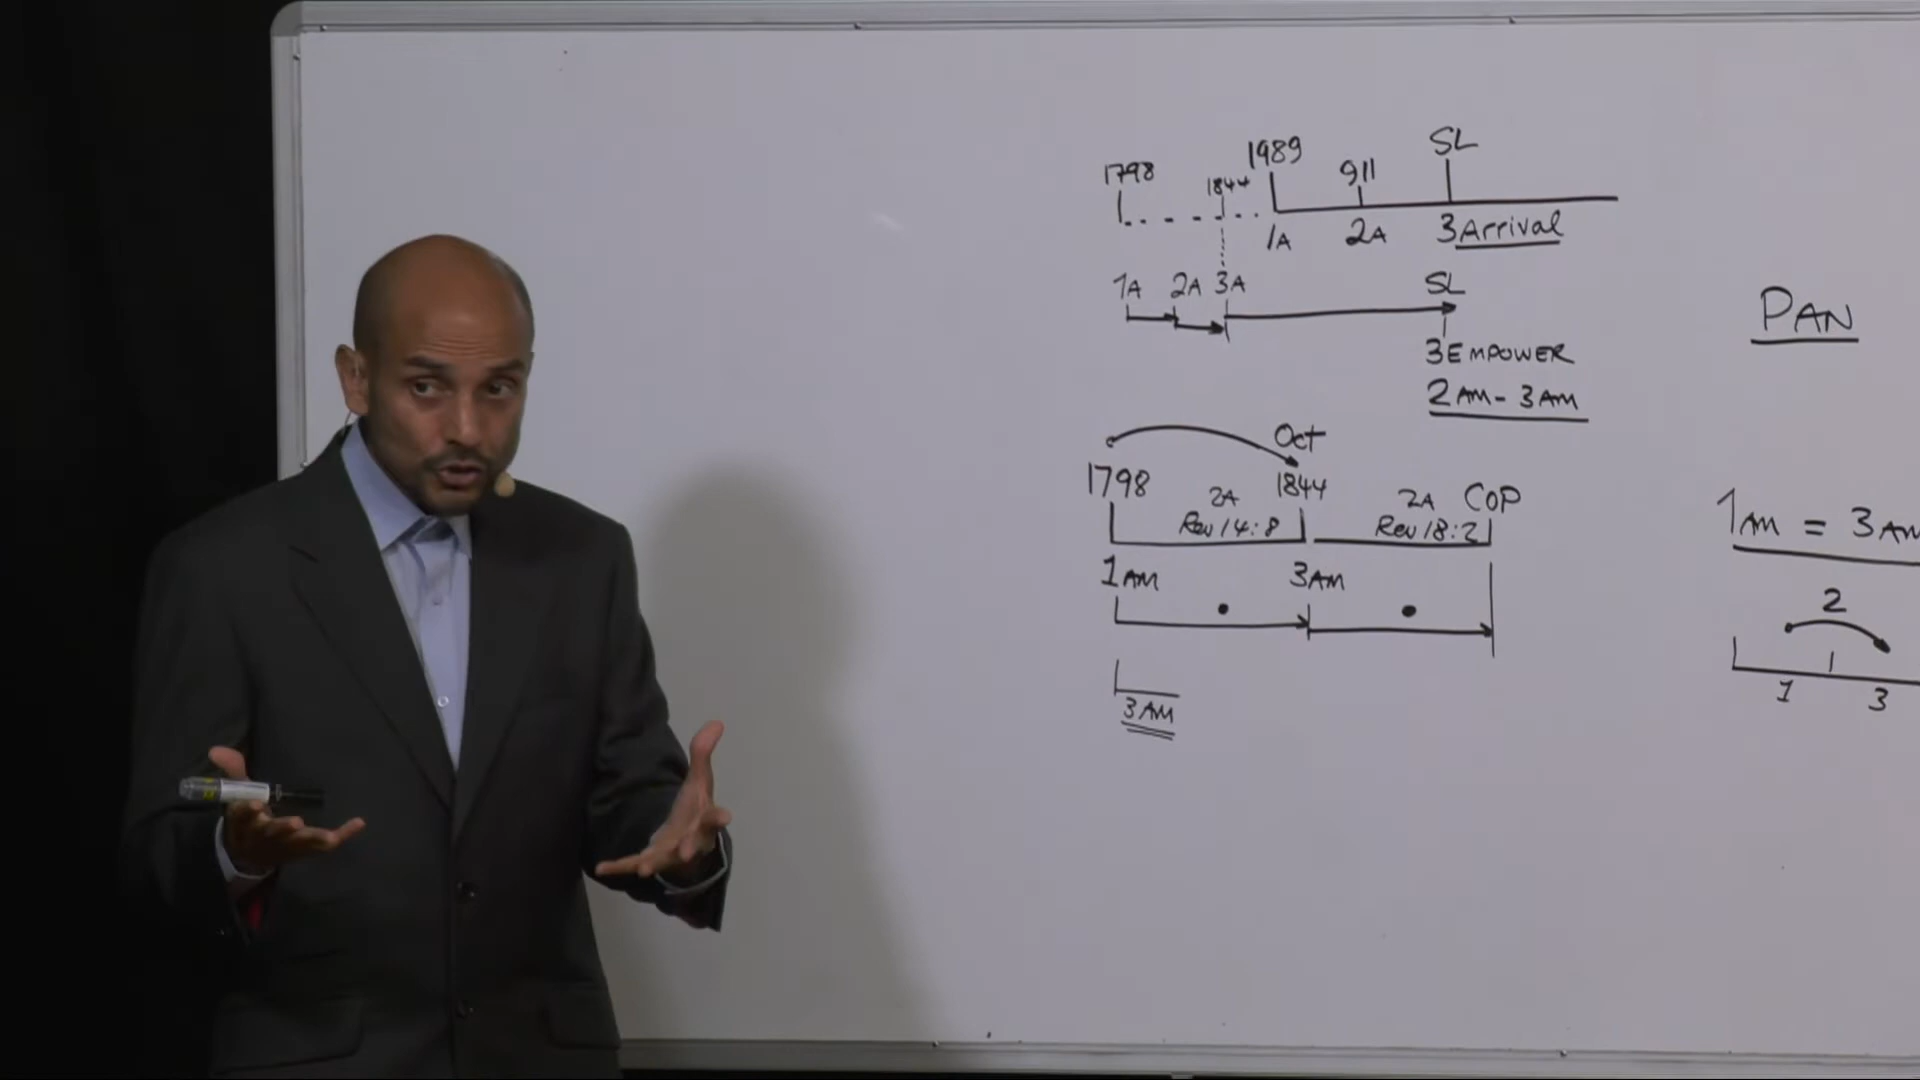 1798 1844 1989 911 SL
1A 2A 3Arrival
1A 2A 3A SL
3EMPOWER
2AM - 3AM
Oct
1798 2A 1844 2A COP
Rev 14:8 Rev 18:2
1AM 3AM
3AM
PAN
1AM = 3AM
2
1 3